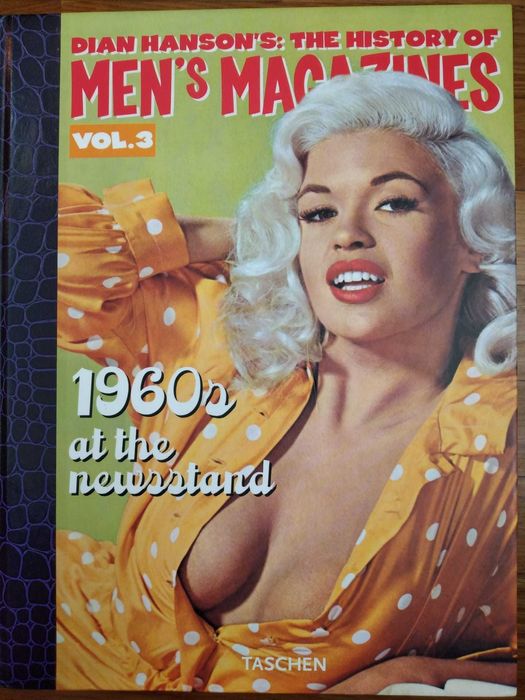 DIAN HANSON'S: THE HISTORY OF
MEN'S MAGAZINES
VOL.3
1960s
at the
newsstand
TASCHEN